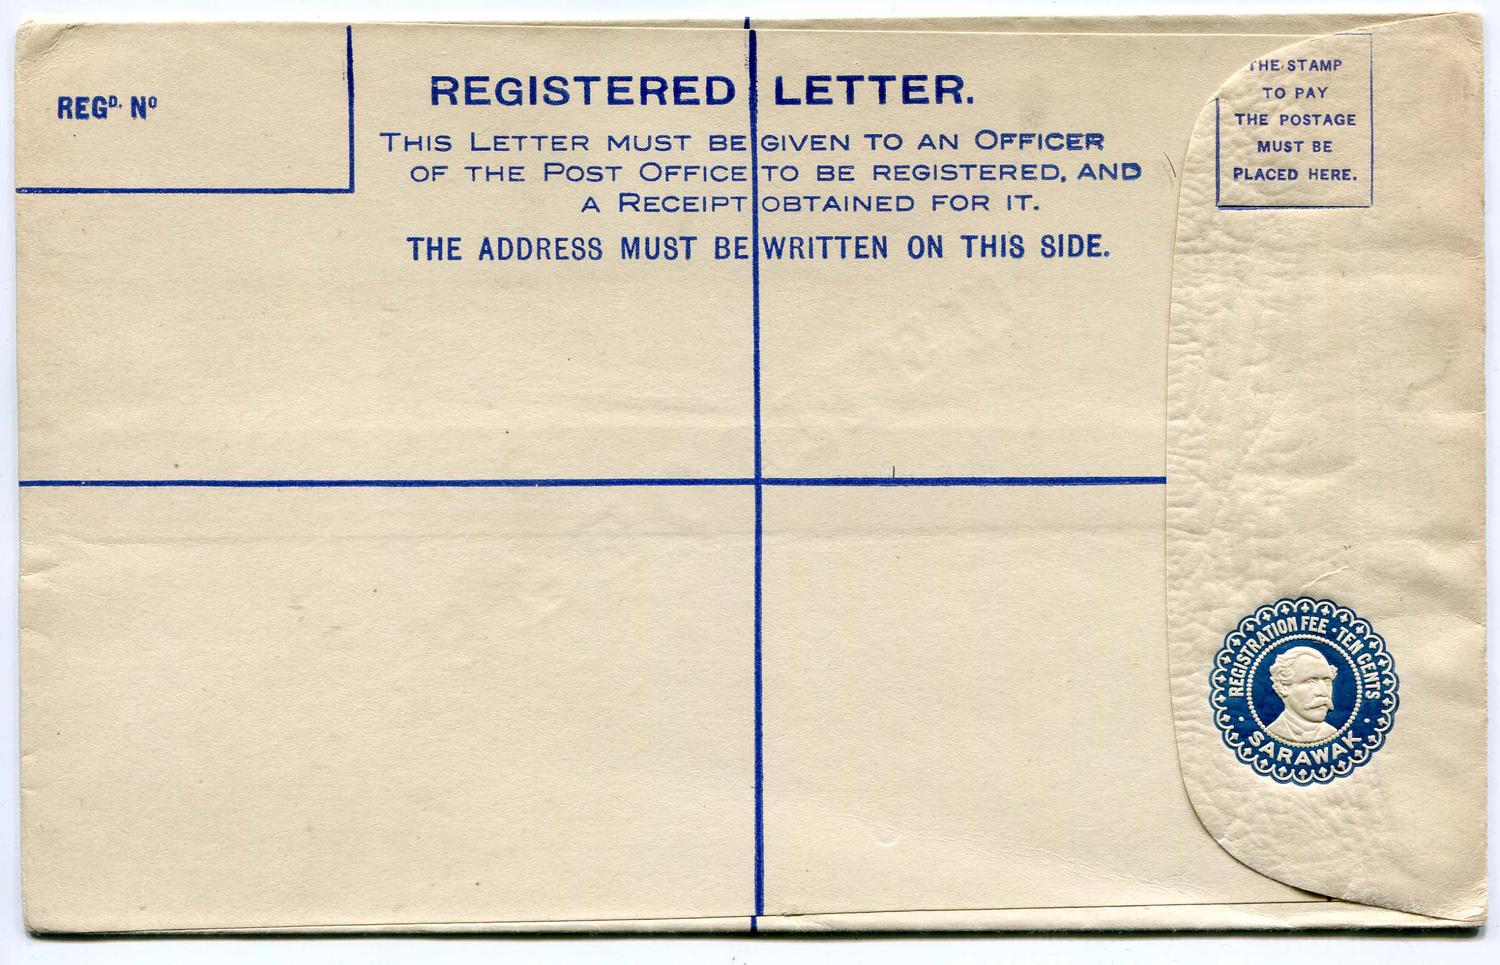 REGD. No
REGISTERED LETTER.
THIS LETTER MUST BE GIVEN TO AN OFFICER
OF THE POST OFFICE TO BE REGISTERED, AND
A RECEIPT OBTAINED FOR IT.
THE ADDRESS MUST BE WRITTEN ON THIS SIDE.
THE STAMP
TO PAY
THE POSTAGE
MUST BE
PLACED HERE.
REGISTRATION FEE · TEN CENTS
· SARAWAK ·